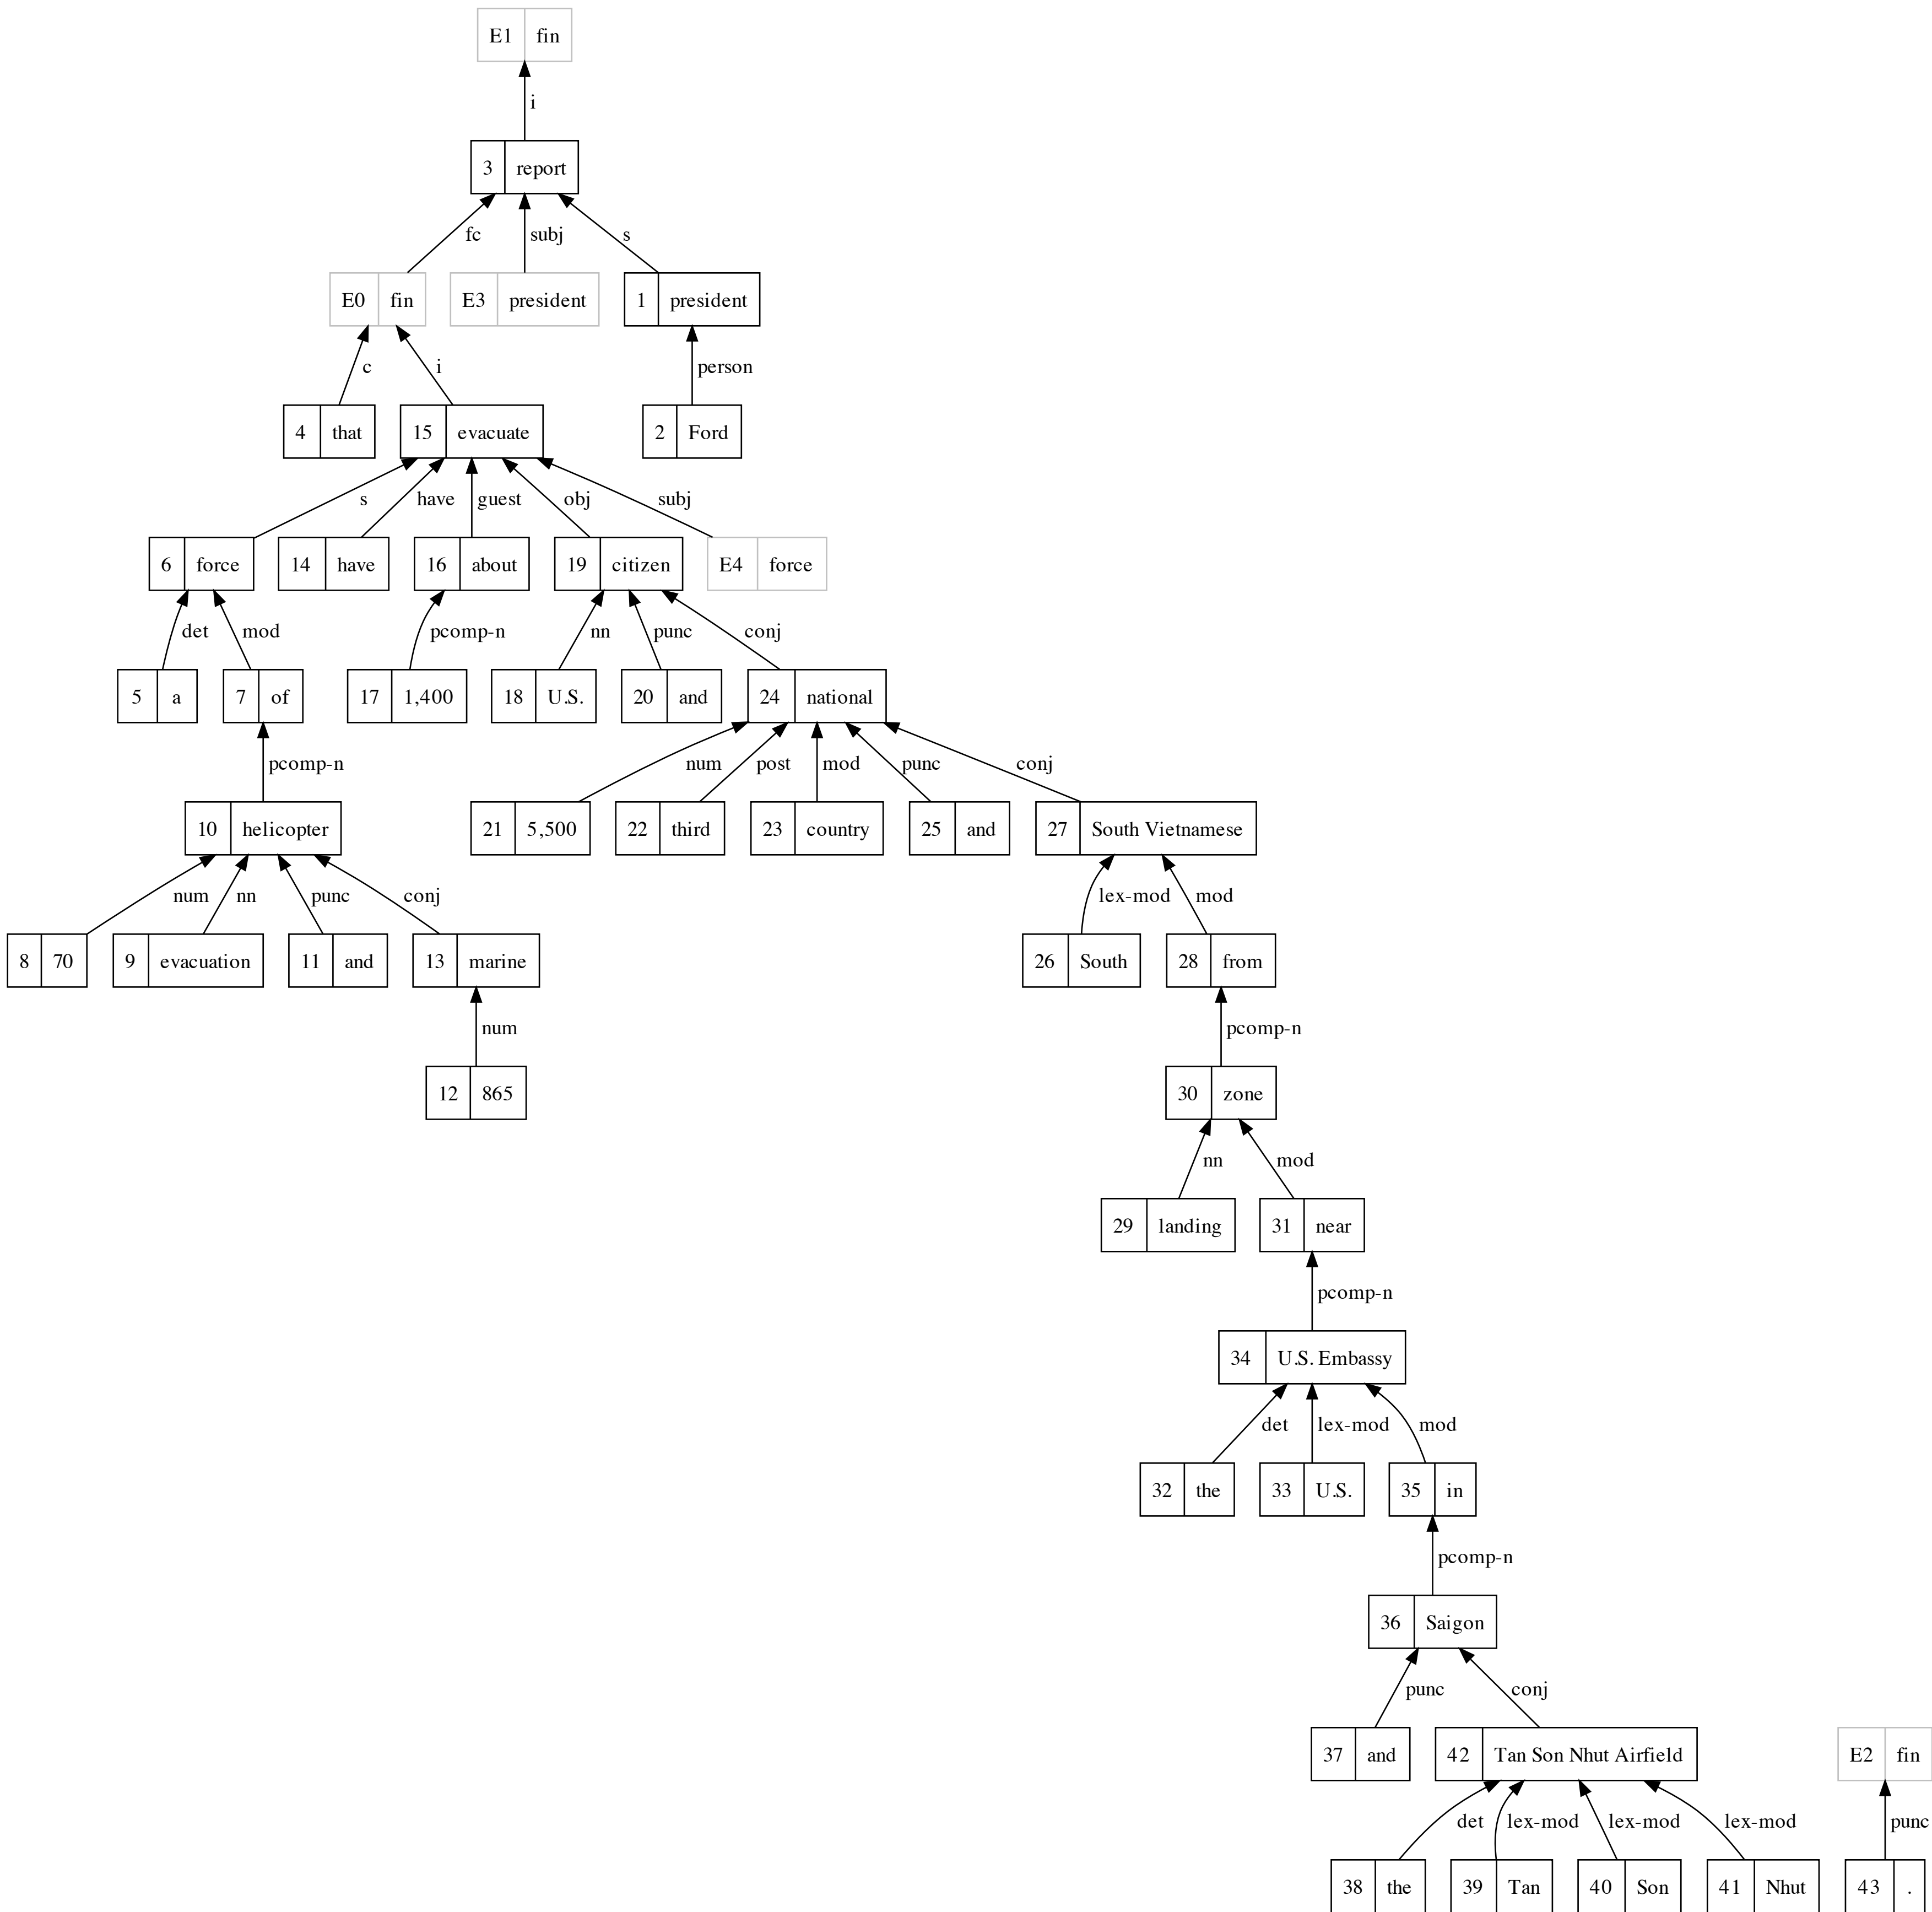 E1 fin
i
3 report
fc subj s
E0 fin E3 president 1 president
c i person
4 that 15 evacuate 2 Ford
s have guest obj subj
6 force 14 have 16 about 19 citizen E4 force
det mod pcomp-n nn punc conj
5 a 7 of 17 1,400 18 U.S. 20 and 24 national
pcomp-n num post mod punc conj
10 helicopter 21 5,500 22 third 23 country 25 and 27 South Vietnamese
num nn punc conj lex-mod mod
8 70 9 evacuation 11 and 13 marine 26 South 28 from
num pcomp-n
12 865 30 zone
nn mod
29 landing 31 near
pcomp-n
34 U.S. Embassy
det lex-mod mod
32 the 33 U.S. 35 in
pcomp-n
36 Saigon
punc conj
37 and 42 Tan Son Nhut Airfield E2 fin
det lex-mod lex-mod lex-mod punc
38 the 39 Tan 40 Son 41 Nhut 43 .